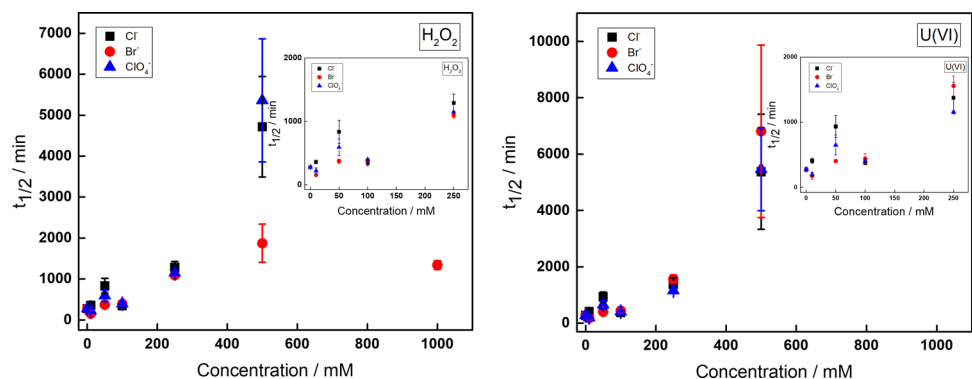 H₂O₂
Cl⁻
Br⁻
ClO₄⁻
7000
6000
5000
4000
3000
2000
1000
0
t₁/₂ / min
0 200 400 600 800 1000
Concentration / mM
H₂O₂
Cl⁻
Br⁻
ClO₄⁻
2000
1000
0
t₁/₂ / min
0 50 100 150 200 250
Concentration / mM
U(VI)
Cl⁻
Br⁻
ClO₄⁻
10000
8000
6000
4000
2000
0
t₁/₂ / min
0 200 400 600 800 1000
Concentration / mM
U(VI)
Cl⁻
Br⁻
ClO₄⁻
2000
1000
0
t₁/₂ / min
0 50 100 150 200 250
Concentration / mM